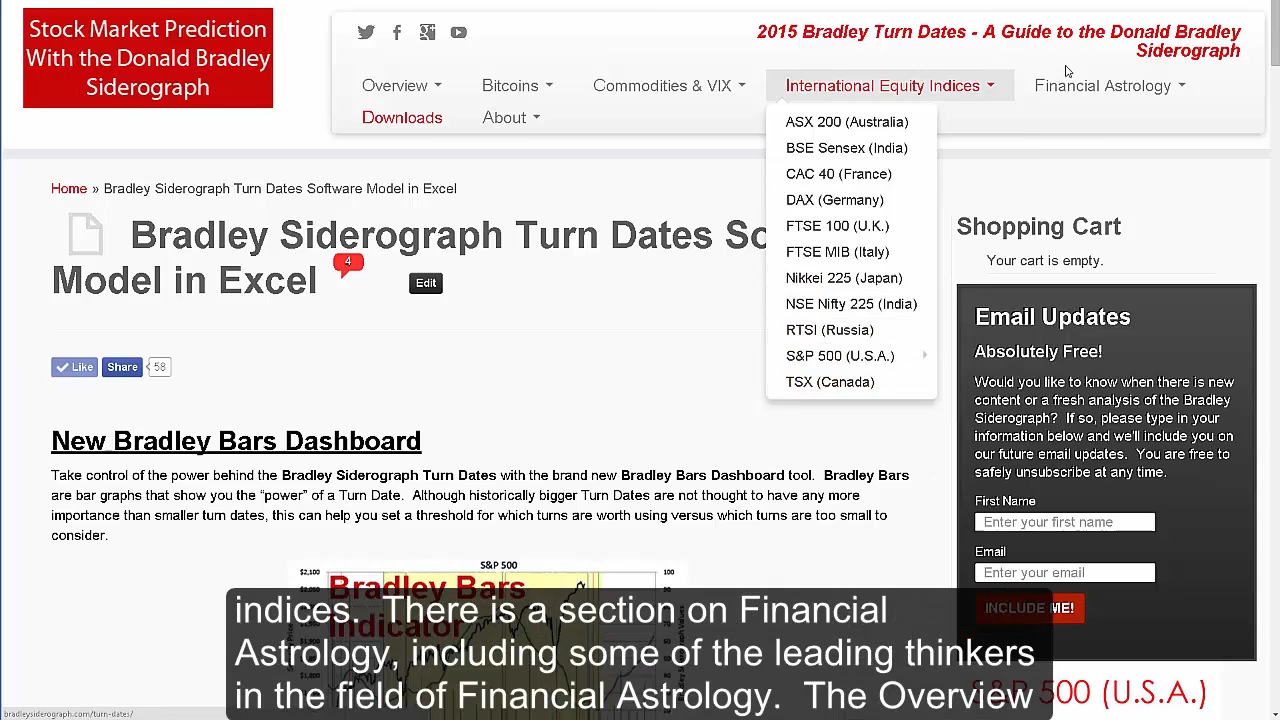 Stock Market Prediction
With the Donald Bradley
Siderograph
2015 Bradley Turn Dates - A Guide to the Donald Bradley
Siderograph
Overview
Bitcoins
Commodities & VIX
International Equity Indices
Financial Astrology
Downloads
About
ASX 200 (Australia)
BSE Sensex (India)
CAC 40 (France)
DAX (Germany)
FTSE 100 (U.K.)
FTSE MIB (Italy)
Nikkei 225 (Japan)
NSE Nifty 225 (India)
RTSI (Russia)
S&P 500 (U.S.A.)
TSX (Canada)
Home » Bradley Siderograph Turn Dates Software Model in Excel
Bradley Siderograph Turn Dates So
Model in Excel
4
Edit
Like
Share
58
New Bradley Bars Dashboard
Take control of the power behind the Bradley Siderograph Turn Dates with the brand new Bradley Bars Dashboard tool. Bradley Bars
are bar graphs that show you the “power” of a Turn Date. Although historically bigger Turn Dates are not thought to have any more
importance than smaller turn dates, this can help you set a threshold for which turns are worth using versus which turns are too small to
consider.
S&P 500
$2,100
100
Bradley Bars
Indicator
Shopping Cart
Your cart is empty.
Email Updates
Absolutely Free!
Would you like to know when there is new
content or a fresh analysis of the Bradley
Siderograph? If so, please type in your
information below and we'll include you on
our future email updates. You are free to
safely unsubscribe at any time.
First Name
Enter your first name
Email
Enter your email
INCLUDE ME!
S&P 500 (U.S.A.)
indices. There is a section on Financial
Astrology, including some of the leading thinkers
in the field of Financial Astrology. The Overview
bradleysiderograph.com/turn-dates/